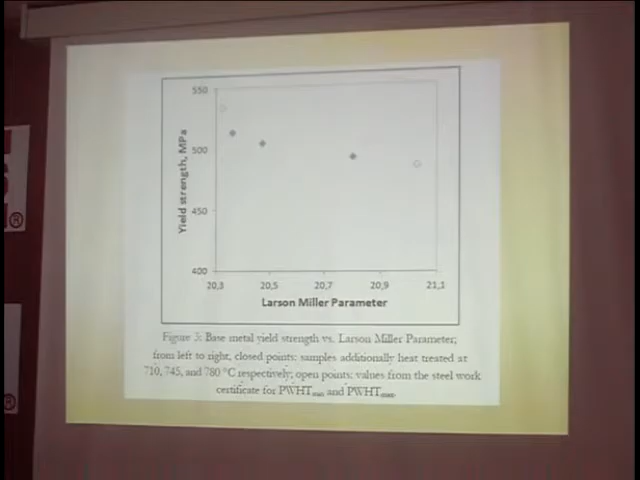 550
500
450
400
Yield strength, MPa
20,3 20,5 20,7 20,9 21,1
Larson Miller Parameter
Figure 3: Base metal yield strength vs. Larson Miller Parameter;
from left to right, closed points: samples additionally heat treated at
710, 745, and 780 °C respectively; open points: values from the steel work
certificate for PWHTmin and PWHTmax.
®
®